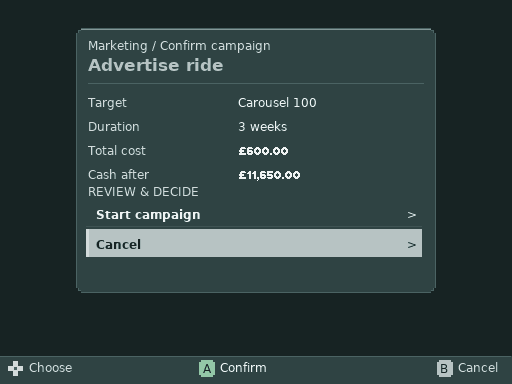 Marketing / Confirm campaign
Advertise ride
Target Carousel 100
Duration 3 weeks
Total cost £600.00
Cash after £11,650.00
REVIEW & DECIDE
Start campaign >
Cancel >
Choose A Confirm B Cancel